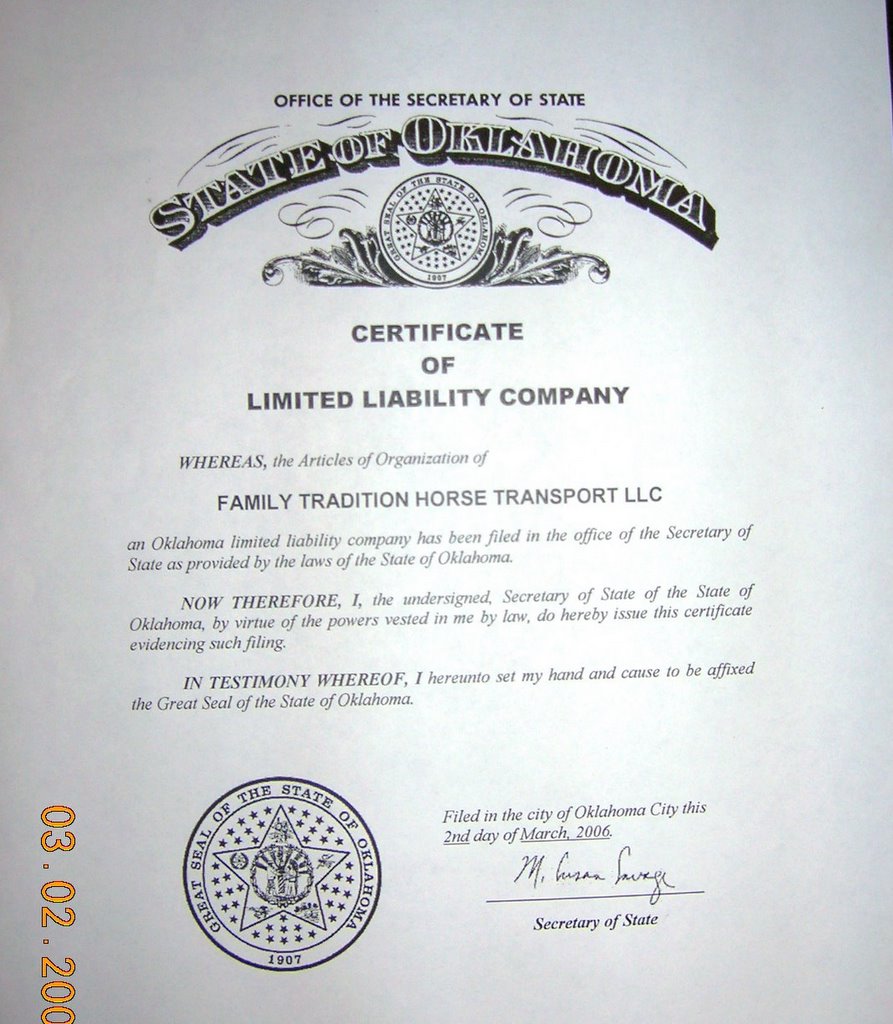 OFFICE OF THE SECRETARY OF STATE
STATE OF OKLAHOMA
GREAT SEAL OF THE STATE OF OKLAHOMA
1907
CERTIFICATE
OF
LIMITED LIABILITY COMPANY
WHEREAS, the Articles of Organization of
FAMILY TRADITION HORSE TRANSPORT LLC
an Oklahoma limited liability company has been filed in the office of the Secretary of
State as provided by the laws of the State of Oklahoma.
NOW THEREFORE, I, the undersigned, Secretary of State of the State of
Oklahoma, by virtue of the powers vested in me by law, do hereby issue this certificate
evidencing such filing.
IN TESTIMONY WHEREOF, I hereunto set my hand and cause to be affixed
the Great Seal of the State of Oklahoma.
GREAT SEAL OF THE STATE OF OKLAHOMA
1907
Filed in the city of Oklahoma City this
2nd day of March, 2006.
M. Susan Savage
Secretary of State
03.02.200